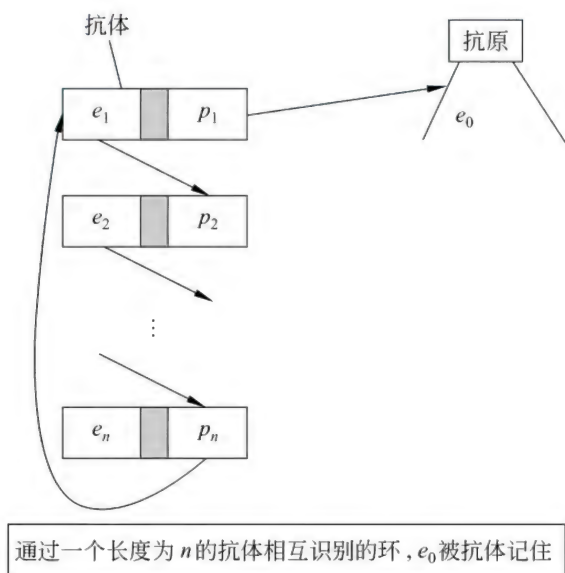 抗体
抗原
e₁ p₁
e₀
e₂ p₂
⋮
eₙ pₙ
通过一个长度为n的抗体相互识别的环,e₀被抗体记住